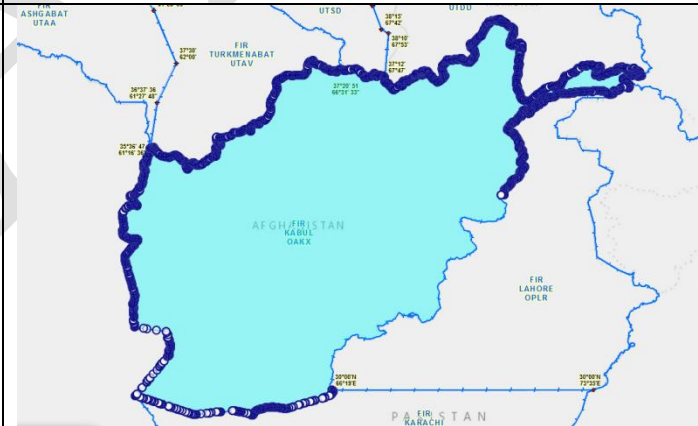 ASHGABAT
UTAA
UTSD
UTDD
38°15'
67°42'
38°10'
67°53'
FIR
TURKMENABAT
UTAV
37°38'
62°00'
37°12'
67°47'
36°37' 36
61°27' 48'
37°20' 51
66°31' 33'
35°36' 47
61°16' 36
AFGHANISTAN
FIR
KABUL
OAKX
FIR
LAHORE
OPLR
30°00'N
66°18'E
30°00'N
73°35'E
PAKISTAN
FIR
KARACHI